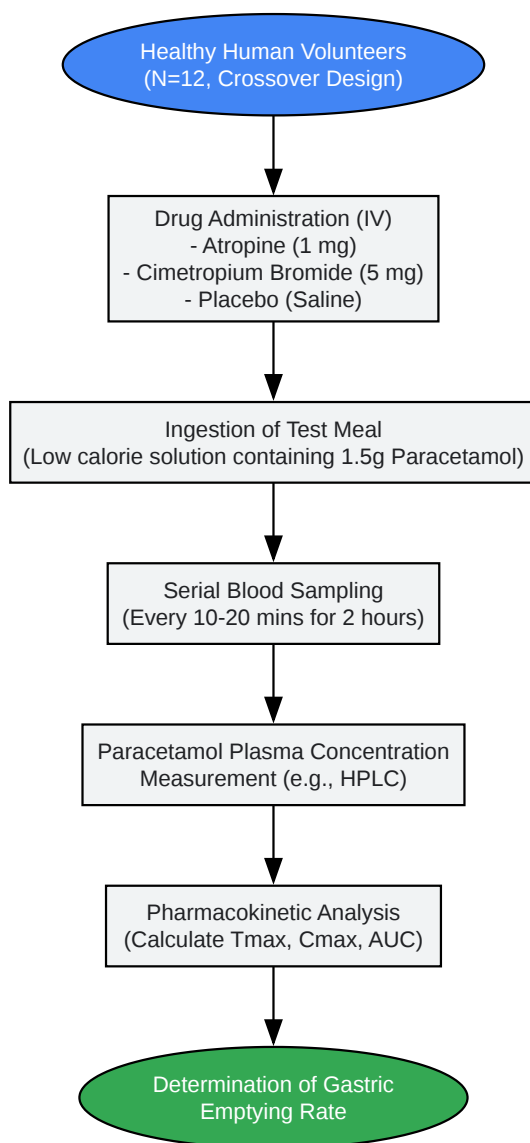 Healthy Human Volunteers
(N=12, Crossover Design)
Drug Administration (IV)
- Atropine (1 mg)
- Cimetropium Bromide (5 mg)
- Placebo (Saline)
Ingestion of Test Meal
(Low calorie solution containing 1.5g Paracetamol)
Serial Blood Sampling
(Every 10-20 mins for 2 hours)
Paracetamol Plasma Concentration
Measurement (e.g., HPLC)
Pharmacokinetic Analysis
(Calculate Tmax, Cmax, AUC)
Determination of Gastric
Emptying Rate